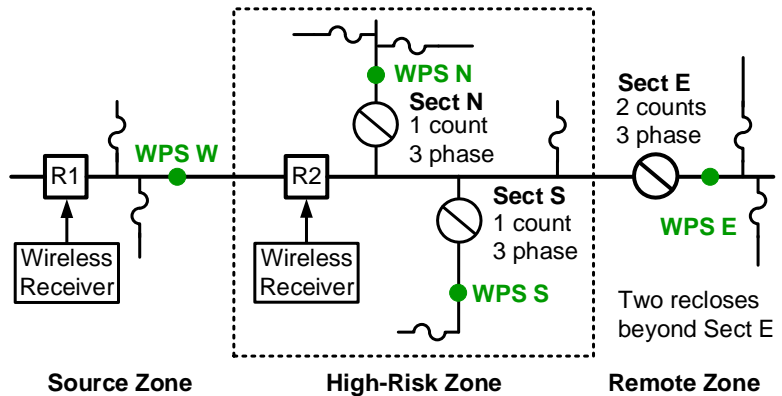 WPS N
Sect N
1 count
3 phase
Sect E
2 counts
3 phase
WPS W
R1
R2
Sect S
1 count
3 phase
WPS E
Wireless
Receiver
Wireless
Receiver
WPS S
Two recloses
beyond Sect E
Source Zone
High-Risk Zone
Remote Zone